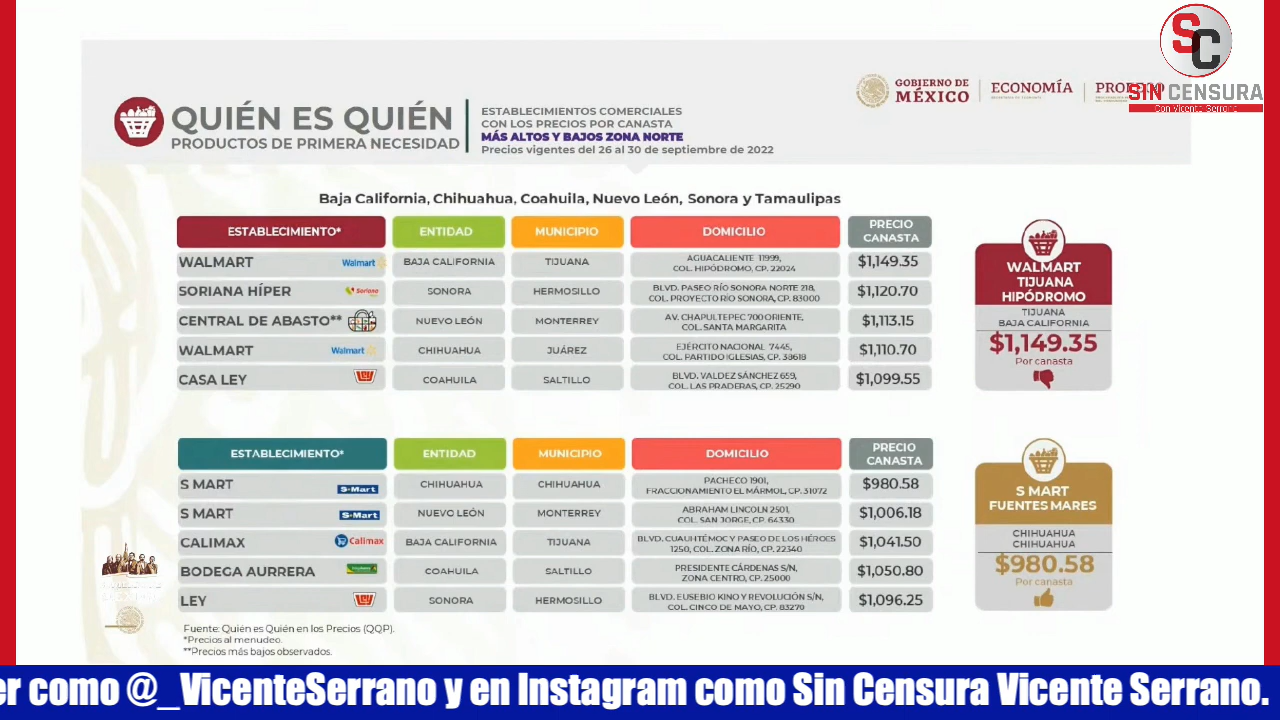 SC
SIN CENSURA
Con Vicente Serrano
GOBIERNO DE
MÉXICO
ECONOMÍA
QUIÉN ES QUIÉN
PRODUCTOS DE PRIMERA NECESIDAD
ESTABLECIMIENTOS COMERCIALES
CON LOS PRECIOS POR CANASTA
MÁS ALTOS Y BAJOS ZONA NORTE
Precios vigentes del 26 al 30 de septiembre de 2022
Baja California, Chihuahua, Coahuila, Nuevo León, Sonora y Tamaulipas
ESTABLECIMIENTO* ENTIDAD MUNICIPIO DOMICILIO PRECIO CANASTA
WALMART Walmart BAJA CALIFORNIA TIJUANA AGUACALIENTE 11999, COL. HIPÓDROMO, CP. 22024 $1,149.35
SORIANA HÍPER Soriana SONORA HERMOSILLO BLVD. PASEO RÍO SONORA NORTE 218, COL. PROYECTO RÍO SONORA, CP. 83000 $1,120.70
CENTRAL DE ABASTO** NUEVO LEÓN MONTERREY AV. CHAPULTEPEC 700 ORIENTE, COL. SANTA MARGARITA $1,113.15
WALMART Walmart CHIHUAHUA JUÁREZ EJÉRCITO NACIONAL 7445, COL. PARTIDO IGLESIAS, CP. 38618 $1,110.70
CASA LEY LEY COAHUILA SALTILLO BLVD. VALDEZ SÁNCHEZ 659, COL. LAS PRADERAS, CP. 25290 $1,099.55
WALMART
TIJUANA
HIPÓDROMO
TIJUANA
BAJA CALIFORNIA
$1,149.35
Por canasta
ESTABLECIMIENTO* ENTIDAD MUNICIPIO DOMICILIO PRECIO CANASTA
S MART S-Mart CHIHUAHUA CHIHUAHUA PACHECO 1901, FRACCIONAMIENTO EL MÁRMOL, CP. 31072 $980.58
S MART S-Mart NUEVO LEÓN MONTERREY ABRAHAM LINCOLN 2501, COL. SAN JORGE, CP. 64330 $1,006.18
CALIMAX Calimax BAJA CALIFORNIA TIJUANA BLVD. CUAUHTÉMOC Y PASEO DE LOS HÉROES 1250, COL. ZONA RÍO, CP. 22340 $1,041.50
BODEGA AURRERA COAHUILA SALTILLO PRESIDENTE CÁRDENAS S/N, ZONA CENTRO, CP. 25000 $1,050.80
LEY LEY SONORA HERMOSILLO BLVD. EUSEBIO KINO Y REVOLUCIÓN S/N, COL. CINCO DE MAYO, CP. 83270 $1,096.25
S MART
FUENTES MARES
CHIHUAHUA
CHIHUAHUA
$980.58
Por canasta
Fuente: Quién es Quién en los Precios (QQP).
*Precios al menudeo.
**Precios más bajos observados.
er como @_VicenteSerrano y en Instagram como Sin Censura Vicente Serrano.